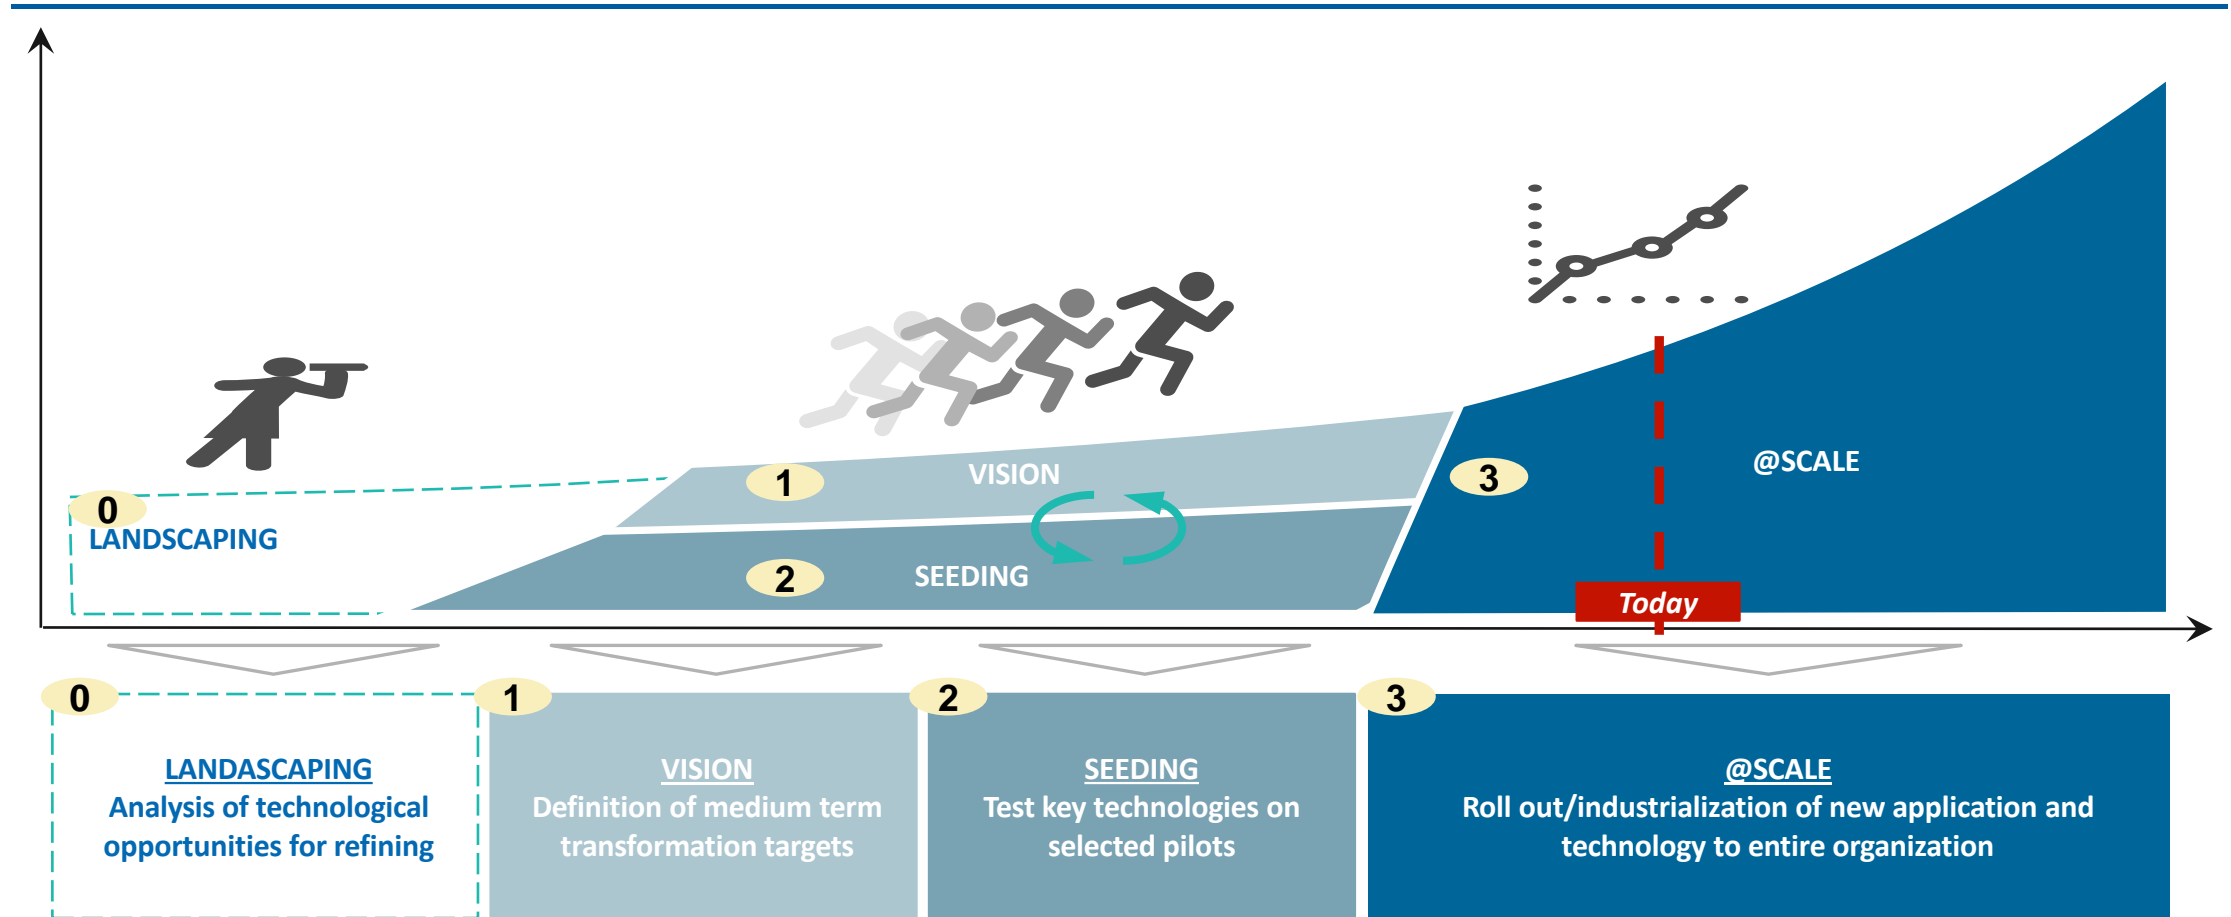 0
LANDSCAPING
1
VISION
2
SEEDING
3
@SCALE
Today
0
LANDASCAPING
Analysis of technological
opportunities for refining
1
VISION
Definition of medium term
transformation targets
2
SEEDING
Test key technologies on
selected pilots
3
@SCALE
Roll out/industrialization of new application and
technology to entire organization